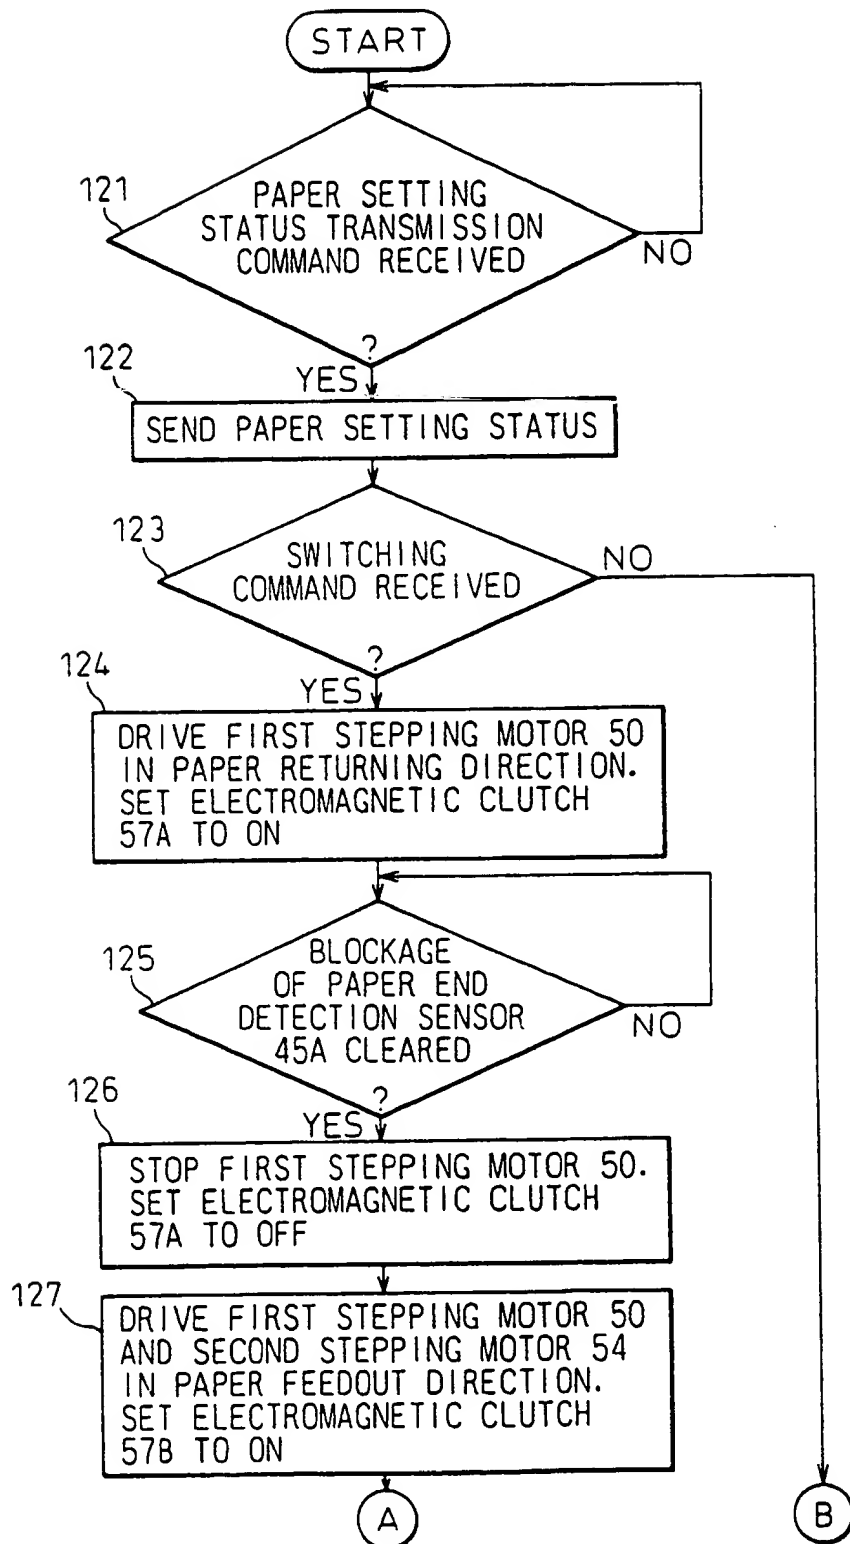 START
121
PAPER SETTING
STATUS TRANSMISSION
COMMAND RECEIVED
?
NO
YES
122
SEND PAPER SETTING STATUS
123
SWITCHING
COMMAND RECEIVED
?
NO
YES
124
DRIVE FIRST STEPPING MOTOR 50
IN PAPER RETURNING DIRECTION.
SET ELECTROMAGNETIC CLUTCH
57A TO ON
125
BLOCKAGE
OF PAPER END
DETECTION SENSOR
45A CLEARED
?
NO
YES
126
STOP FIRST STEPPING MOTOR 50.
SET ELECTROMAGNETIC CLUTCH
57A TO OFF
127
DRIVE FIRST STEPPING MOTOR 50
AND SECOND STEPPING MOTOR 54
IN PAPER FEEDOUT DIRECTION.
SET ELECTROMAGNETIC CLUTCH
57B TO ON
A
B